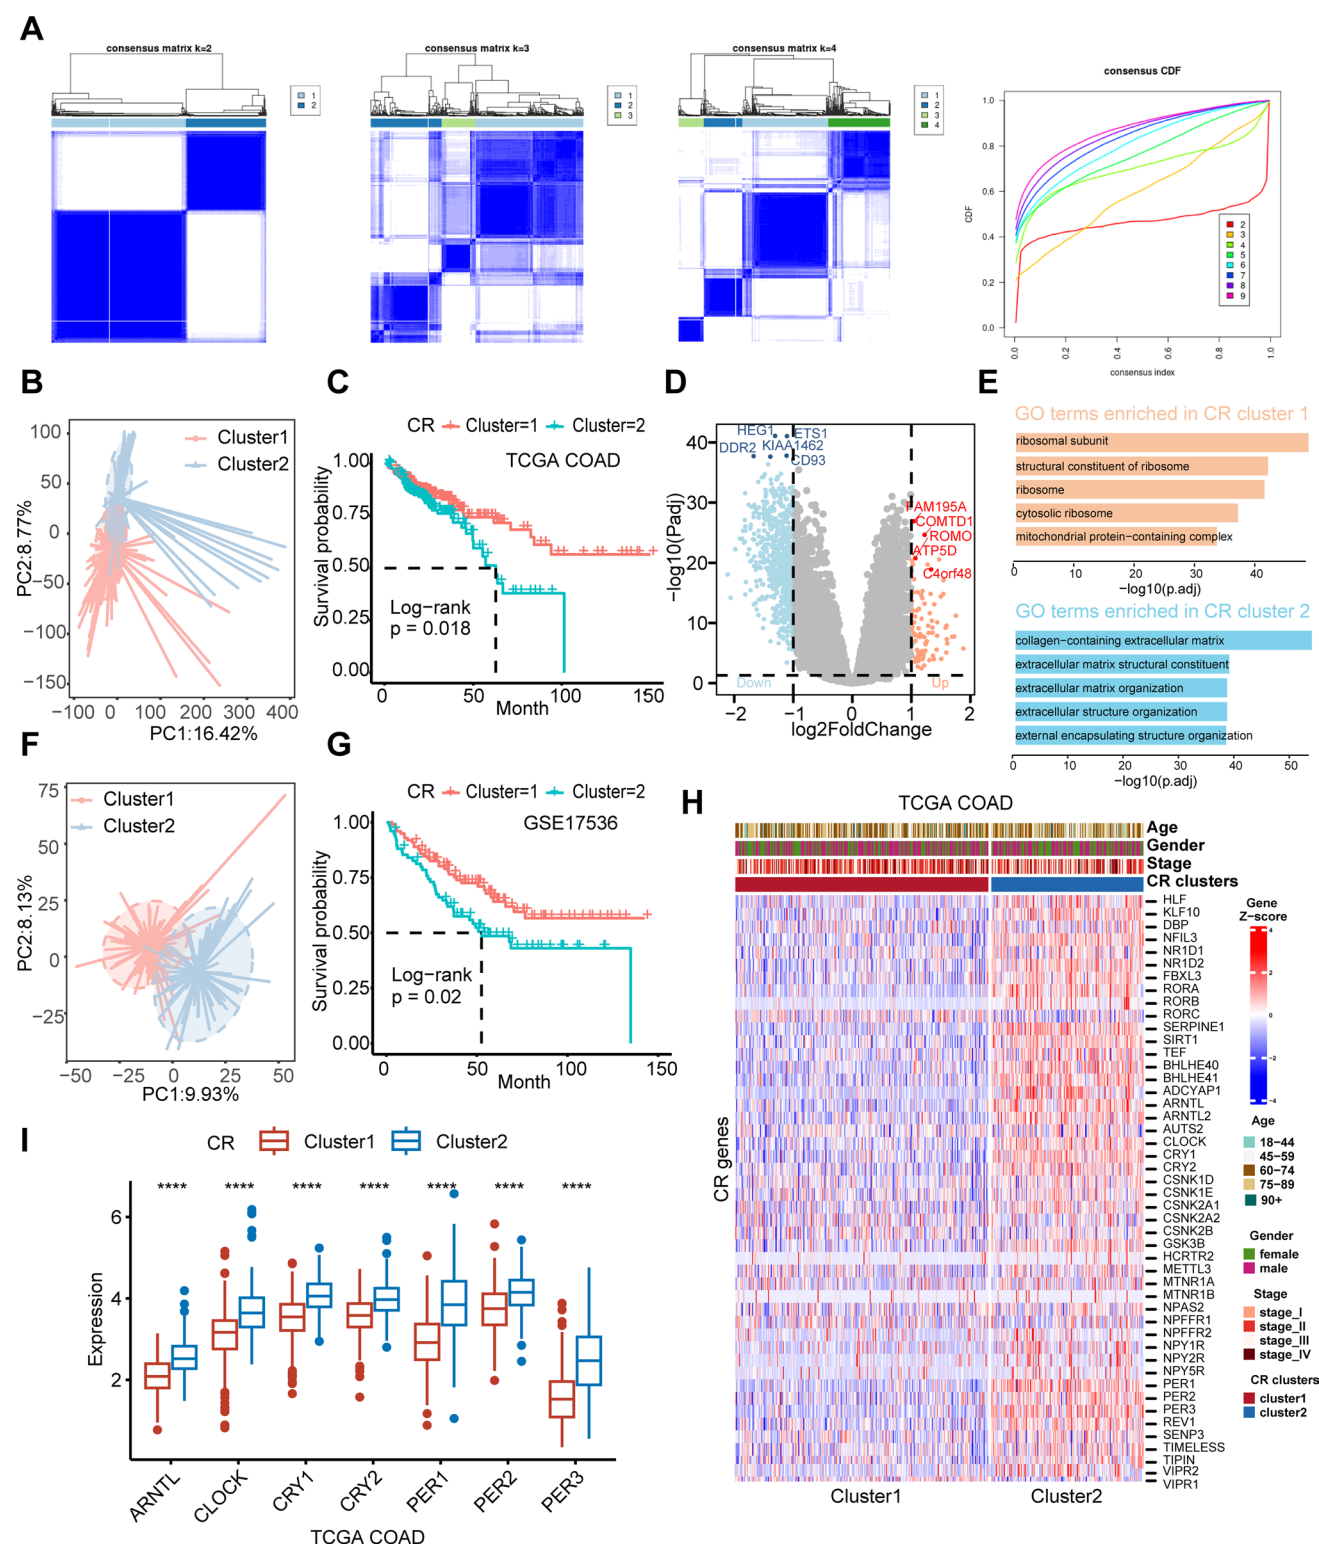 A
consensus matrix k=2
1
2
consensus matrix k=3
1
2
3
consensus matrix k=4
1
2
3
4
consensus CDF
CDF
1.0
0.8
0.6
0.4
0.2
0.0
2
3
4
5
6
7
8
9
0.0
0.2
0.4
0.6
0.8
1.0
consensus index
B
Cluster1
Cluster2
PC2:8.77%
100
50
0
−50
−100
−150
−100 0 100 200 300 400
PC1:16.42%
C
CR Cluster=1 Cluster=2
TCGA COAD
Survival probability
1.00
0.75
0.50
0.25
0.00
Log−rank
p = 0.018
0 50 100 150
Month
D
HEG1 ETS1
KIAA1462
DDR2
CD93
FAM195A
COMTD1
ROMO
ATP5D
C4orf48
−log10(Padj)
40
30
20
10
0
Down
Up
−2 −1 0 1 2
log2FoldChange
E
GO terms enriched in CR cluster 1
ribosomal subunit
structural constituent of ribosome
ribosome
cytosolic ribosome
mitochondrial protein−containing complex
0 10 20 30 40
−log10(p.adj)
GO terms enriched in CR cluster 2
collagen−containing extracellular matrix
extracellular matrix structural constituent
extracellular matrix organization
extracellular structure organization
external encapsulating structure organization
0 10 20 30 40 50
−log10(p.adj)
F
Cluster1
Cluster2
PC2:8.13%
75
50
25
0
−25
−50 −25 0 25 50
PC1:9.93%
G
CR Cluster=1 Cluster=2
GSE17536
Survival probability
1.00
0.75
0.50
0.25
0.00
Log−rank
p = 0.02
0 50 100 150
Month
H
TCGA COAD
Age
Gender
Stage
CR clusters
CR genes
HLF
KLF10
DBP
NFIL3
NR1D1
NR1D2
FBXL3
RORA
RORB
RORC
SERPINE1
SIRT1
TEF
BHLHE40
BHLHE41
ADCYAP1
ARNTL
ARNTL2
AUTS2
CLOCK
CRY1
CRY2
CSNK1D
CSNK1E
CSNK2A1
CSNK2A2
CSNK2B
GSK3B
HCRTR2
METTL3
MTNR1A
MTNR1B
NPAS2
NPFFR1
NPFFR2
NPY1R
NPY2R
NPY5R
PER1
PER2
PER3
REV1
SENP3
TIMELESS
TIPIN
VIPR2
VIPR1
Cluster1
Cluster2
Gene
Z−score
4
2
0
−2
−4
Age
18−44
45−59
60−74
75−89
90+
Gender
female
male
Stage
stage_I
stage_II
stage_III
stage_IV
CR clusters
cluster1
cluster2
I
CR Cluster1 Cluster2
**** **** **** **** **** **** ****
Expression
6
4
2
ARNTL
CLOCK
CRY1
CRY2
PER1
PER2
PER3
TCGA COAD